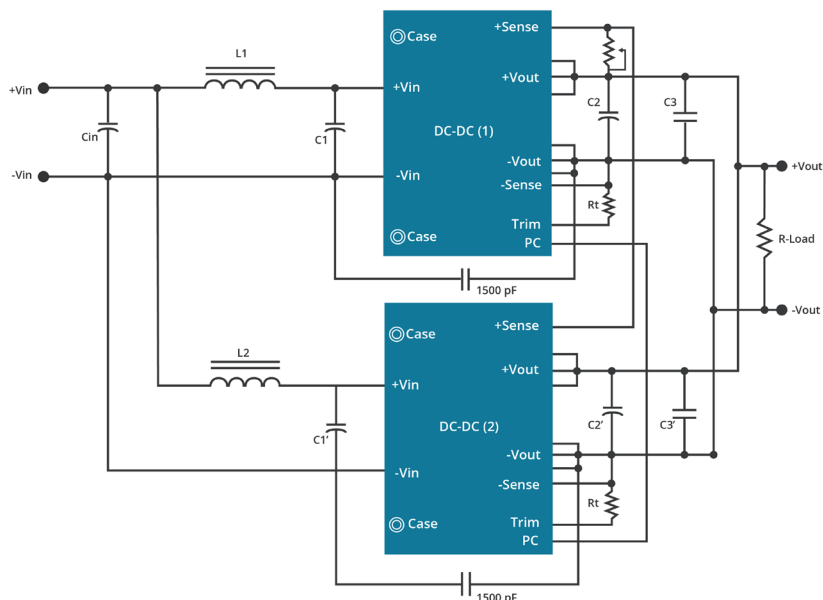 L1
+Vin
Cin
C1
-Vin
Case
+Vin
DC-DC (1)
-Vin
Case
+Sense
+Vout
-Vout
-Sense
Trim
PC
C2
C3
Rt
1500 pF
+Vout
R-Load
-Vout
L2
C1’
Case
+Vin
DC-DC (2)
-Vin
Case
+Sense
+Vout
-Vout
-Sense
Trim
PC
C2’
C3’
Rt
1500 pF